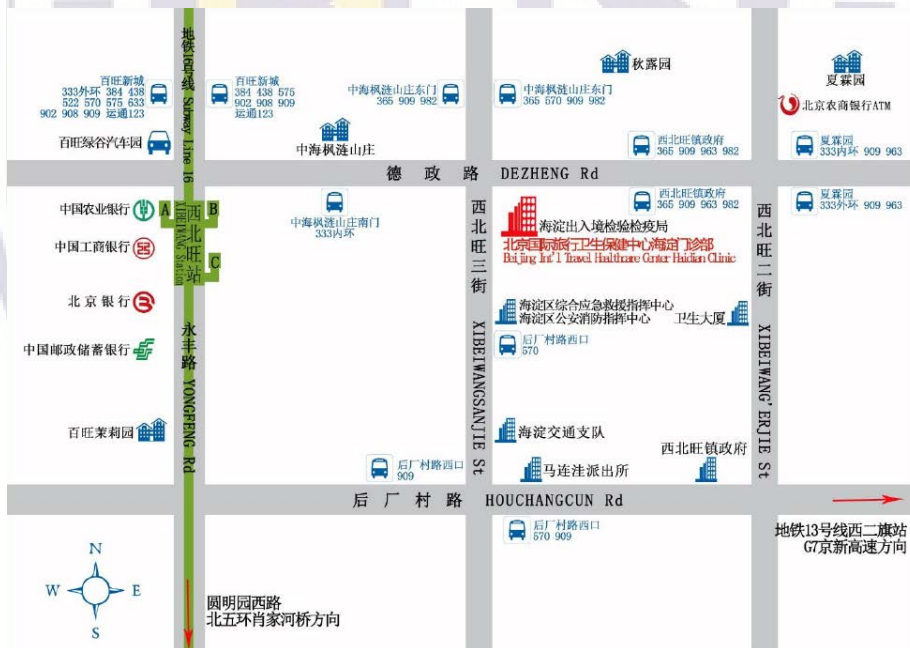 地铁16号线 Subway Line 16
百旺新城
333外环 384 438
522 570 575 633
902 908 909 运通123
百旺新城
384 438 575
902 908 909
运通123
中海枫涟山庄东门
365 909 982
中海枫涟山庄东门
365 570 909 982
秋露园
夏霖园
北京农商银行ATM
百旺绿谷汽车园
中海枫涟山庄
西北旺镇政府
365 909 963 982
夏霖园
333内环 909 963
德政路 DEZHENG Rd
中国农业银行
A
B
C
西北旺站
XIBEIWANG Station
中海枫涟山庄南门
333内环
西北旺三街
XIBEIWANGSANJIE St
海淀出入境检验检疫局
北京国际旅行卫生保健中心海淀门诊部
Beijing Int'l Travel Healthcare Center Haidian Clinic
西北旺镇政府
365 909 963 982
西北旺二街
XIBEIWANG'ERJIE St
夏霖园
333外环 909 963
中国工商银行
北京银行
中国邮政储蓄银行
永丰路 YONGFENG Rd
海淀区综合应急救援指挥中心
海淀区公安消防指挥中心
卫生大厦
后厂村路西口
570
百旺茉莉园
海淀交通支队
西北旺镇政府
后厂村路西口
909
马连洼派出所
后厂村路 HOUCHANGCUN Rd
后厂村路西口
570 909
地铁13号线西二旗站
G7京新高速方向
N
W
E
S
圆明园西路
北五环肖家河桥方向